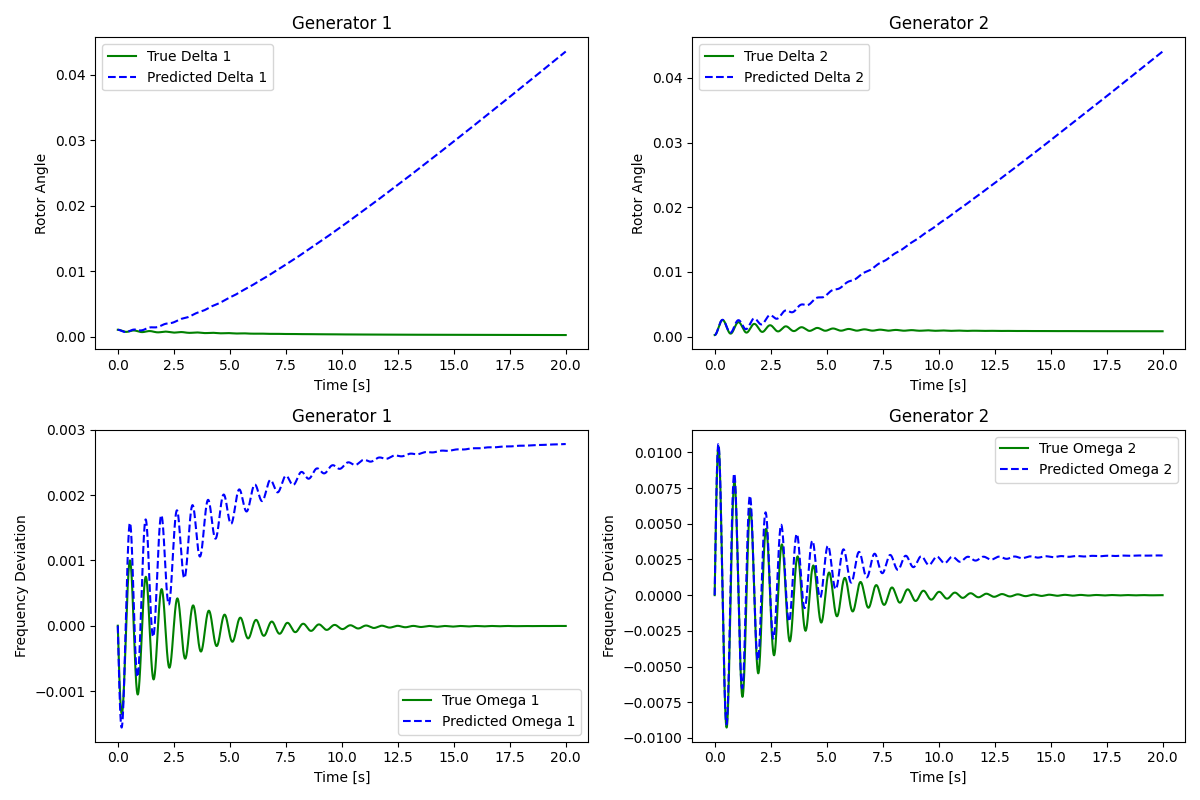 Generator 1
True Delta 1
Predicted Delta 1
Rotor Angle
0.04
0.03
0.02
0.01
0.00
0.0 2.5 5.0 7.5 10.0 12.5 15.0 17.5 20.0
Time [s]
Generator 2
True Delta 2
Predicted Delta 2
Rotor Angle
0.04
0.03
0.02
0.01
0.00
0.0 2.5 5.0 7.5 10.0 12.5 15.0 17.5 20.0
Time [s]
Generator 1
Frequency Deviation
0.003
0.002
0.001
0.000
−0.001
True Omega 1
Predicted Omega 1
0.0 2.5 5.0 7.5 10.0 12.5 15.0 17.5 20.0
Time [s]
Generator 2
True Omega 2
Predicted Omega 2
Frequency Deviation
0.0100
0.0075
0.0050
0.0025
0.0000
−0.0025
−0.0050
−0.0075
−0.0100
0.0 2.5 5.0 7.5 10.0 12.5 15.0 17.5 20.0
Time [s]